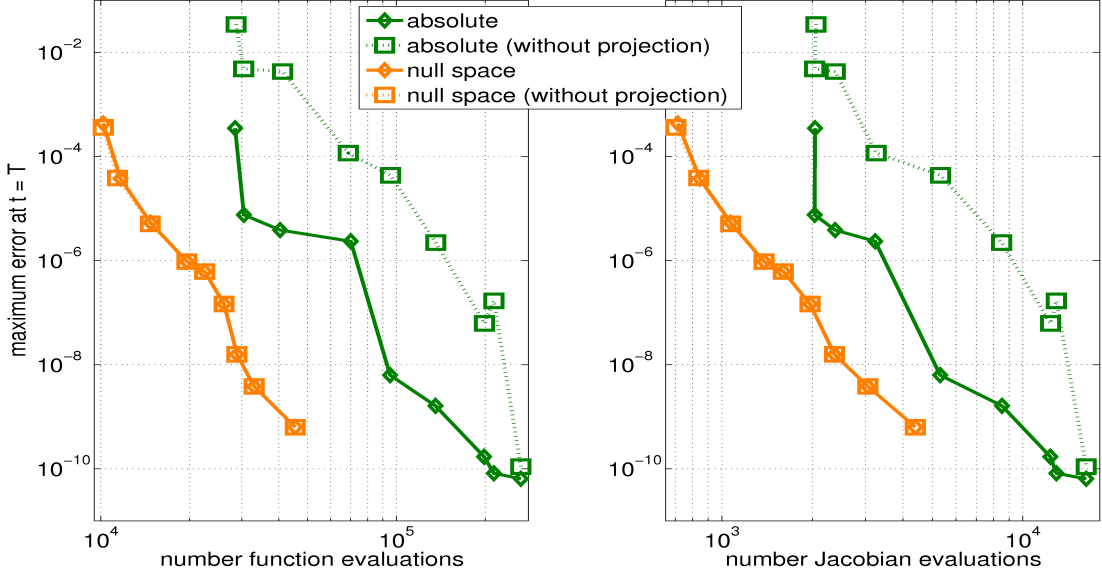 absolute
absolute (without projection)
null space
null space (without projection)
maximum error at t = T
10^-2
10^-4
10^-6
10^-8
10^-10
10^4
10^5
number function evaluations
10^-2
10^-4
10^-6
10^-8
10^-10
10^3
10^4
number Jacobian evaluations